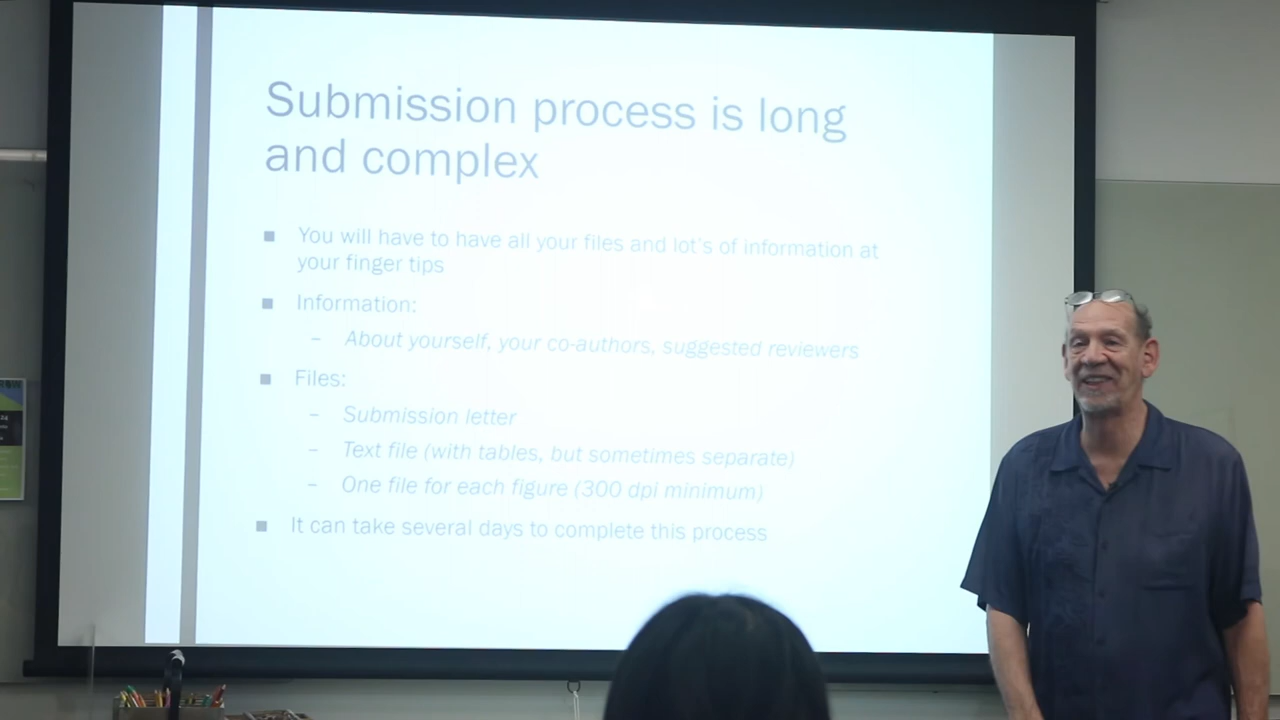 Submission process is long
and complex
■ You will have to have all your files and lot's of information at
your finger tips
■ Information:
– About yourself, your co-authors, suggested reviewers
■ Files:
– Submission letter
– Text file (with tables, but sometimes separate)
– One file for each figure (300 dpi minimum)
■ It can take several days to complete this process